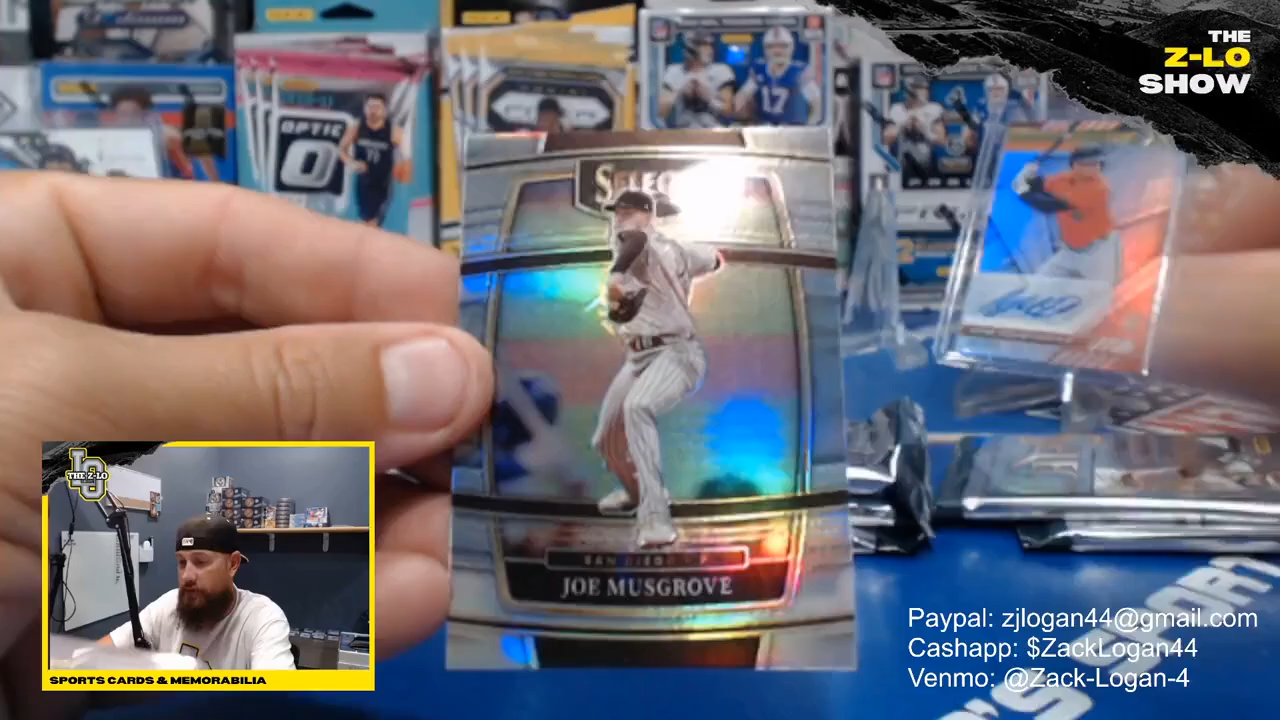 THE
Z-LO
SHOW
OPTIC
17
SELEC
SAN DIEGO
JOE MUSGROVE
THE Z-LO
SPORTS CARDS & MEMORABILIA
Paypal: zjlogan44@gmail.com
Cashapp: $ZackLogan44
Venmo: @Zack-Logan-4